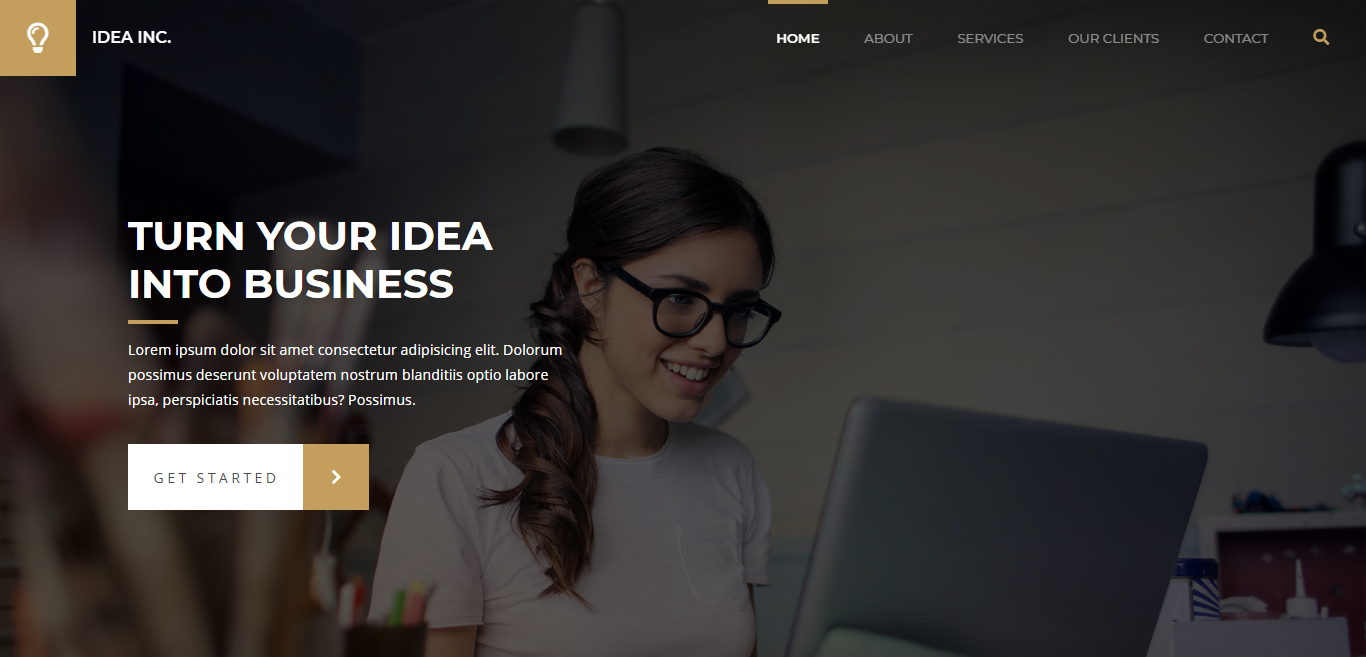 IDEA INC.
HOME ABOUT SERVICES OUR CLIENTS CONTACT
TURN YOUR IDEA
INTO BUSINESS
Lorem ipsum dolor sit amet consectetur adipisicing elit. Dolorum
possimus deserunt voluptatem nostrum blanditiis optio labore
ipsa, perspiciatis necessitatibus? Possimus.
GET STARTED